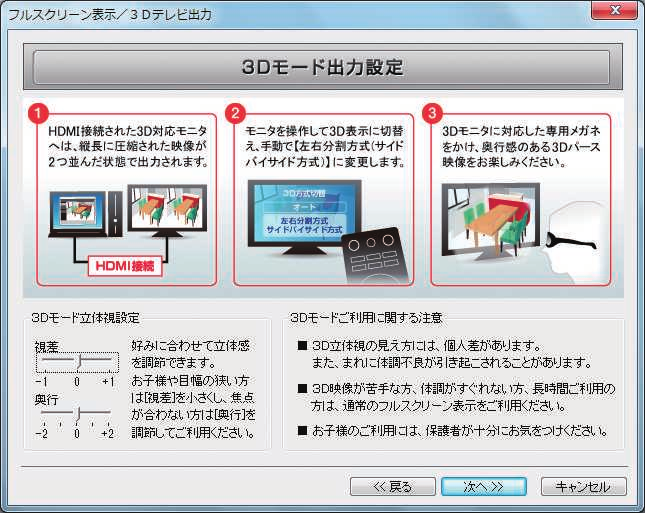 フルスクリーン表示／３Ｄテレビ出力
3Dモード出力設定
1
HDMI接続された3D対応モニタ
へは、縦長に圧縮された映像が
2つ並んだ状態で出力されます。
HDMI接続
2
モニタを操作して3D表示に切替
え、手動で【左右分割方式(サイド
バイサイド方式)】に変更します。
3D方式切替
オート
左右分割方式
サイドバイサイド方式
3
3Dモニタに対応した専用メガネ
をかけ、奥行感のある3Dパース
映像をお楽しみください。
3Dモード立体視設定
視差
-1 0 +1
奥行
-2 0 +2
好みに合わせて立体感
を調節できます。
お子様や目幅の狭い方
は[視差]を小さくし、焦点
が合わない方は[奥行]を
調節してご利用ください。
3Dモードご利用に関する注意
■ 3D立体視の見え方には、個人差があります。
また、まれに体調不良が引き起こされることがあります。
■ 3D映像が苦手な方、体調がすぐれない方、長時間ご利用の
方は、通常のフルスクリーン表示をご利用ください。
■ お子様のご利用には、保護者が十分にお気をつけください。
<< 戻る
次へ >>
キャンセル